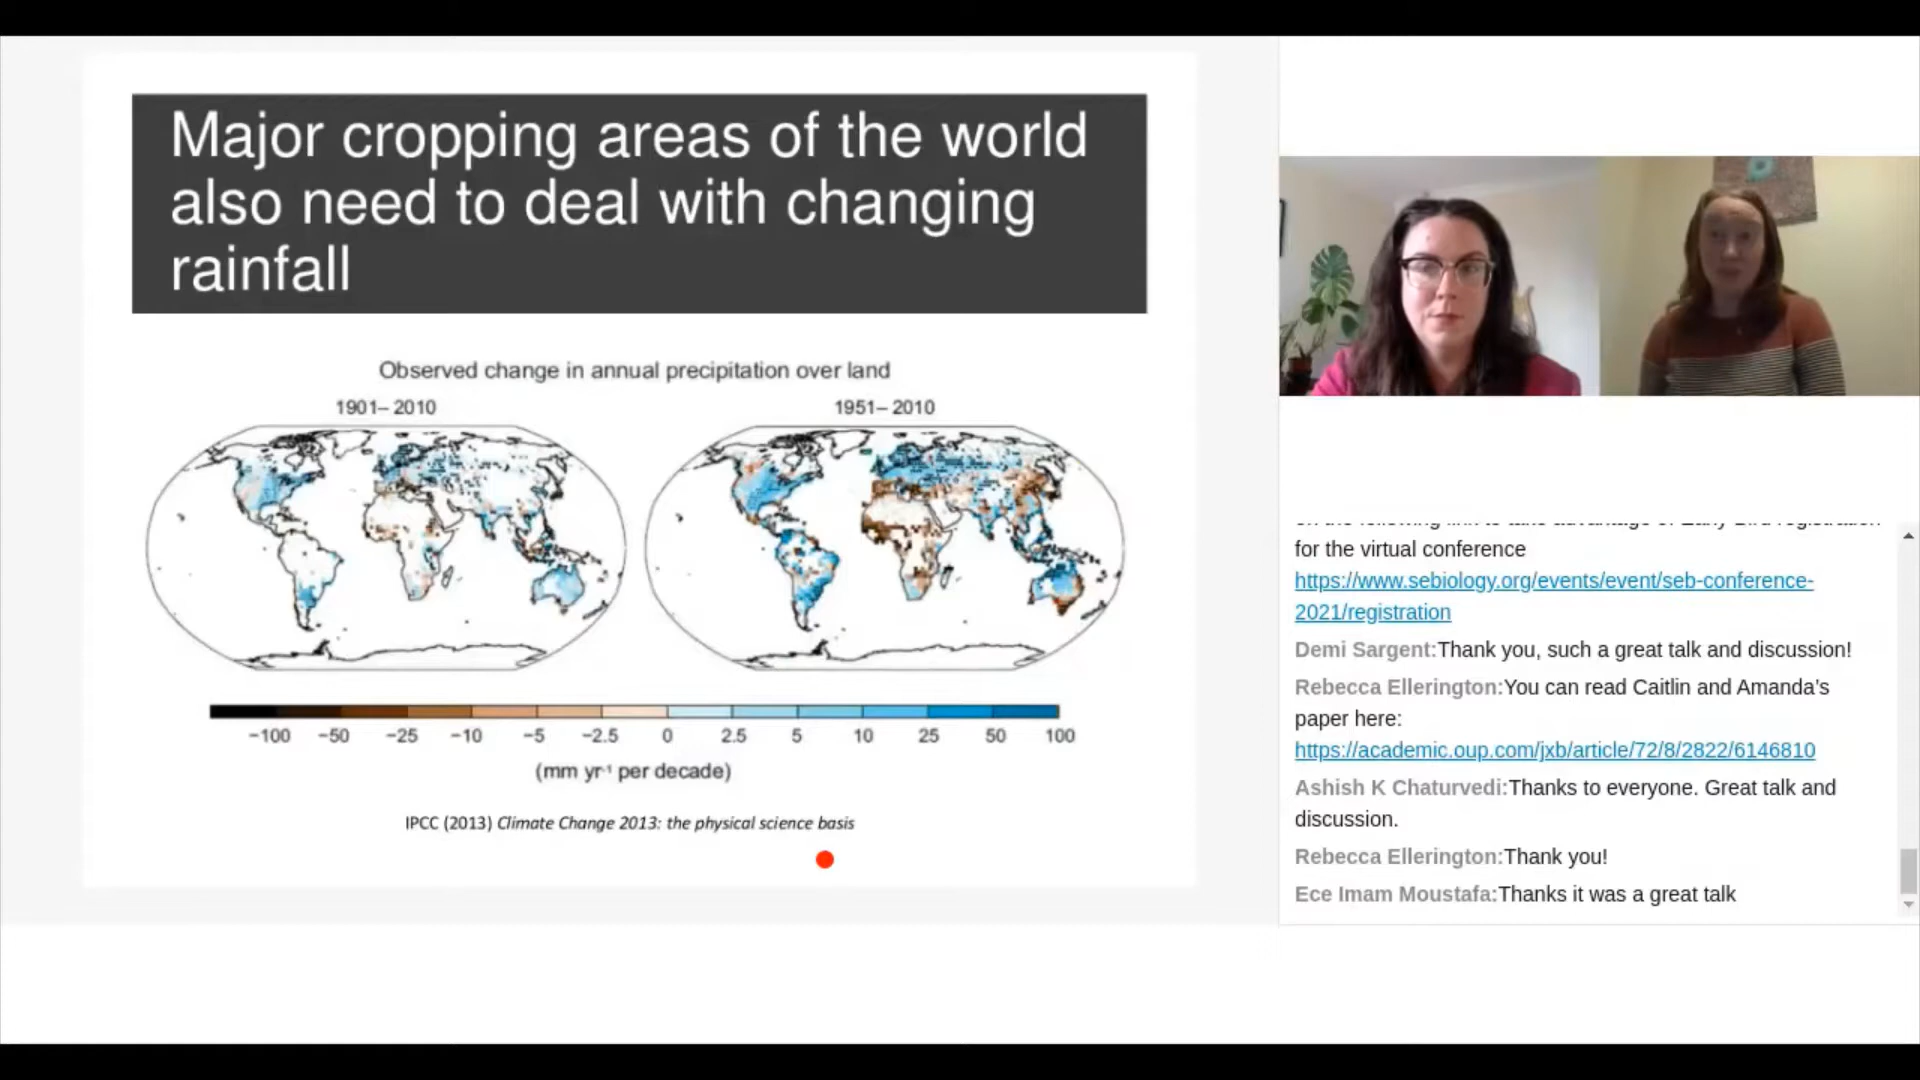 Major cropping areas of the world
also need to deal with changing
rainfall
Observed change in annual precipitation over land
1901– 2010
1951– 2010
−100 −50 −25 −10 −5 −2.5 0 2.5 5 10 25 50 100
(mm yr-1 per decade)
IPCC (2013) Climate Change 2013: the physical science basis
for the virtual conference
https://www.sebiology.org/events/event/seb-conference-
2021/registration
Demi Sargent:Thank you, such a great talk and discussion!
Rebecca Ellerington:You can read Caitlin and Amanda's
paper here:
https://academic.oup.com/jxb/article/72/8/2822/6146810
Ashish K Chaturvedi:Thanks to everyone. Great talk and
discussion.
Rebecca Ellerington:Thank you!
Ece Imam Moustafa:Thanks it was a great talk